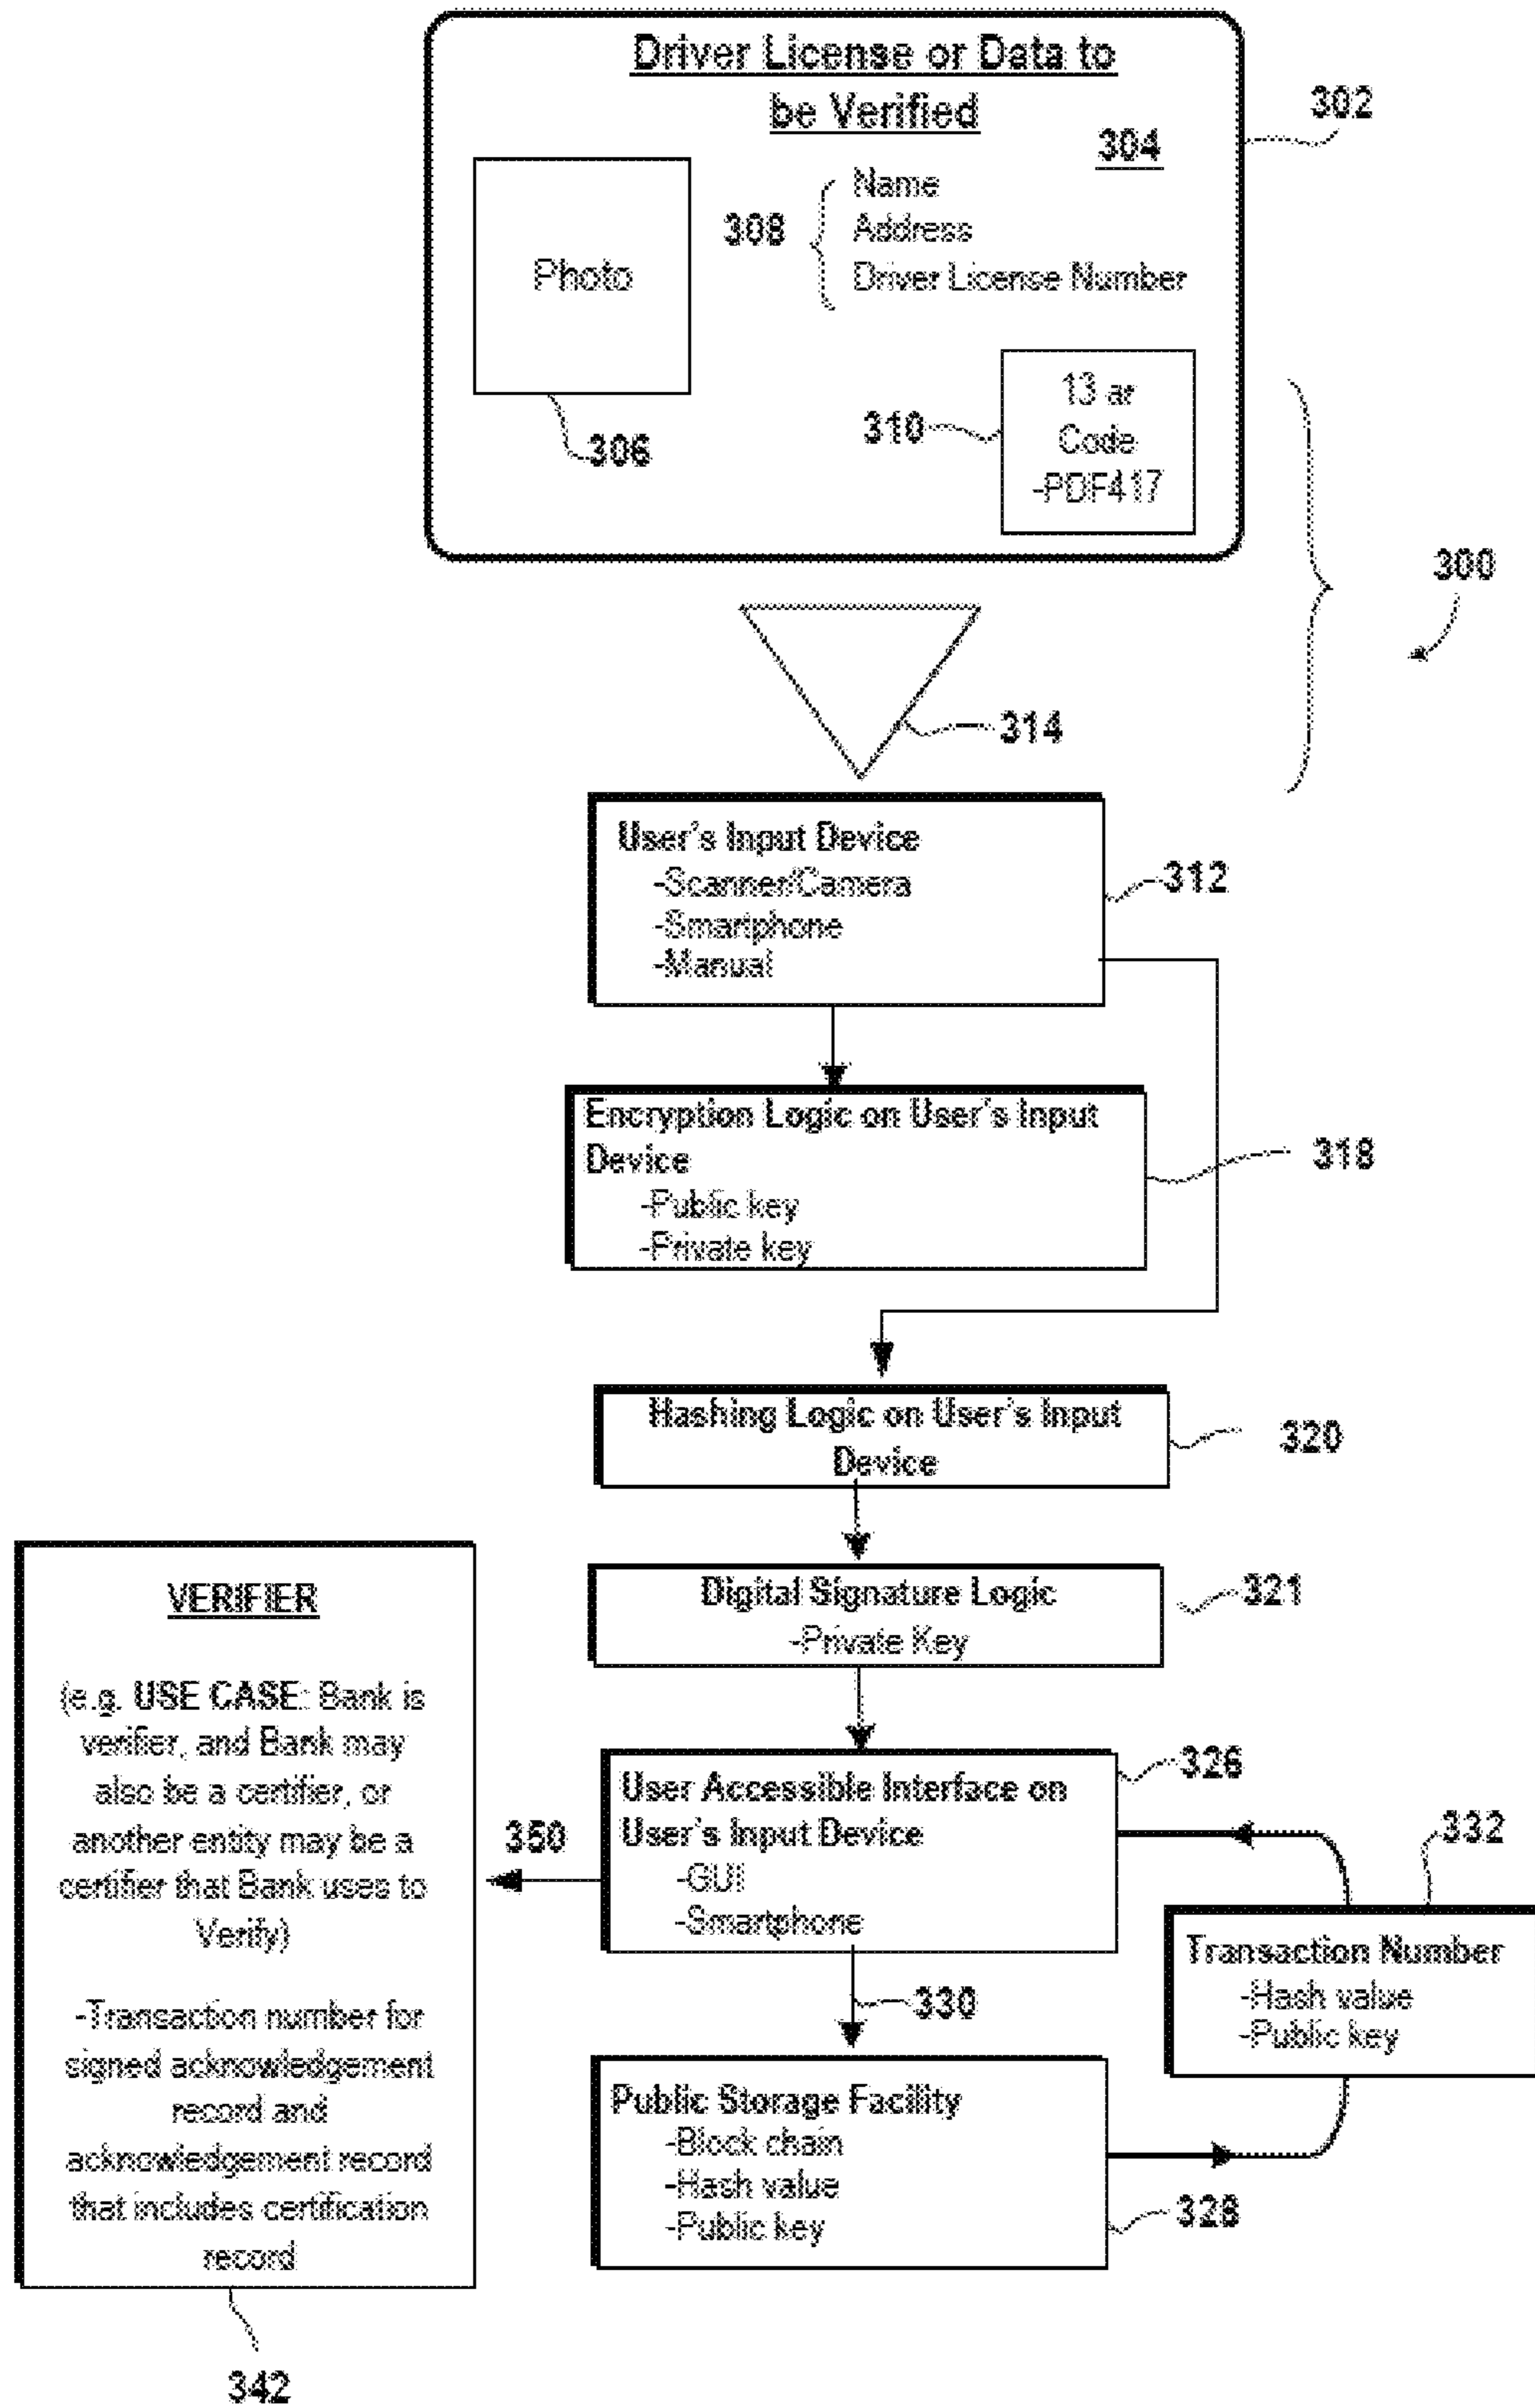 Driver License or Data to
be Verified
302
304
Photo
308
Name
Address
Driver License Number
306
310
13 ar
Code
-PDF417
300
314
User's Input Device
-Scanner/Camera
-Smartphone
-Manual
312
Encryption Logic on User's Input
Device
-Public key
-Private key
318
Hashing Logic on User's Input
Device
320
Digital Signature Logic
-Private Key
321
VERIFIER
(e.g. USE CASE: Bank is
verifier, and Bank may
also be a certifier, or
another entity may be a
certifier that Bank uses to
Verify)
-Transaction number for
signed acknowledgement
record and
acknowledgement record
that includes certification
record
342
350
User Accessible Interface on
User's Input Device
-GUI
-Smartphone
326
332
Transaction Number
-Hash value
-Public key
330
Public Storage Facility
-Block chain
-Hash value
-Public key
328